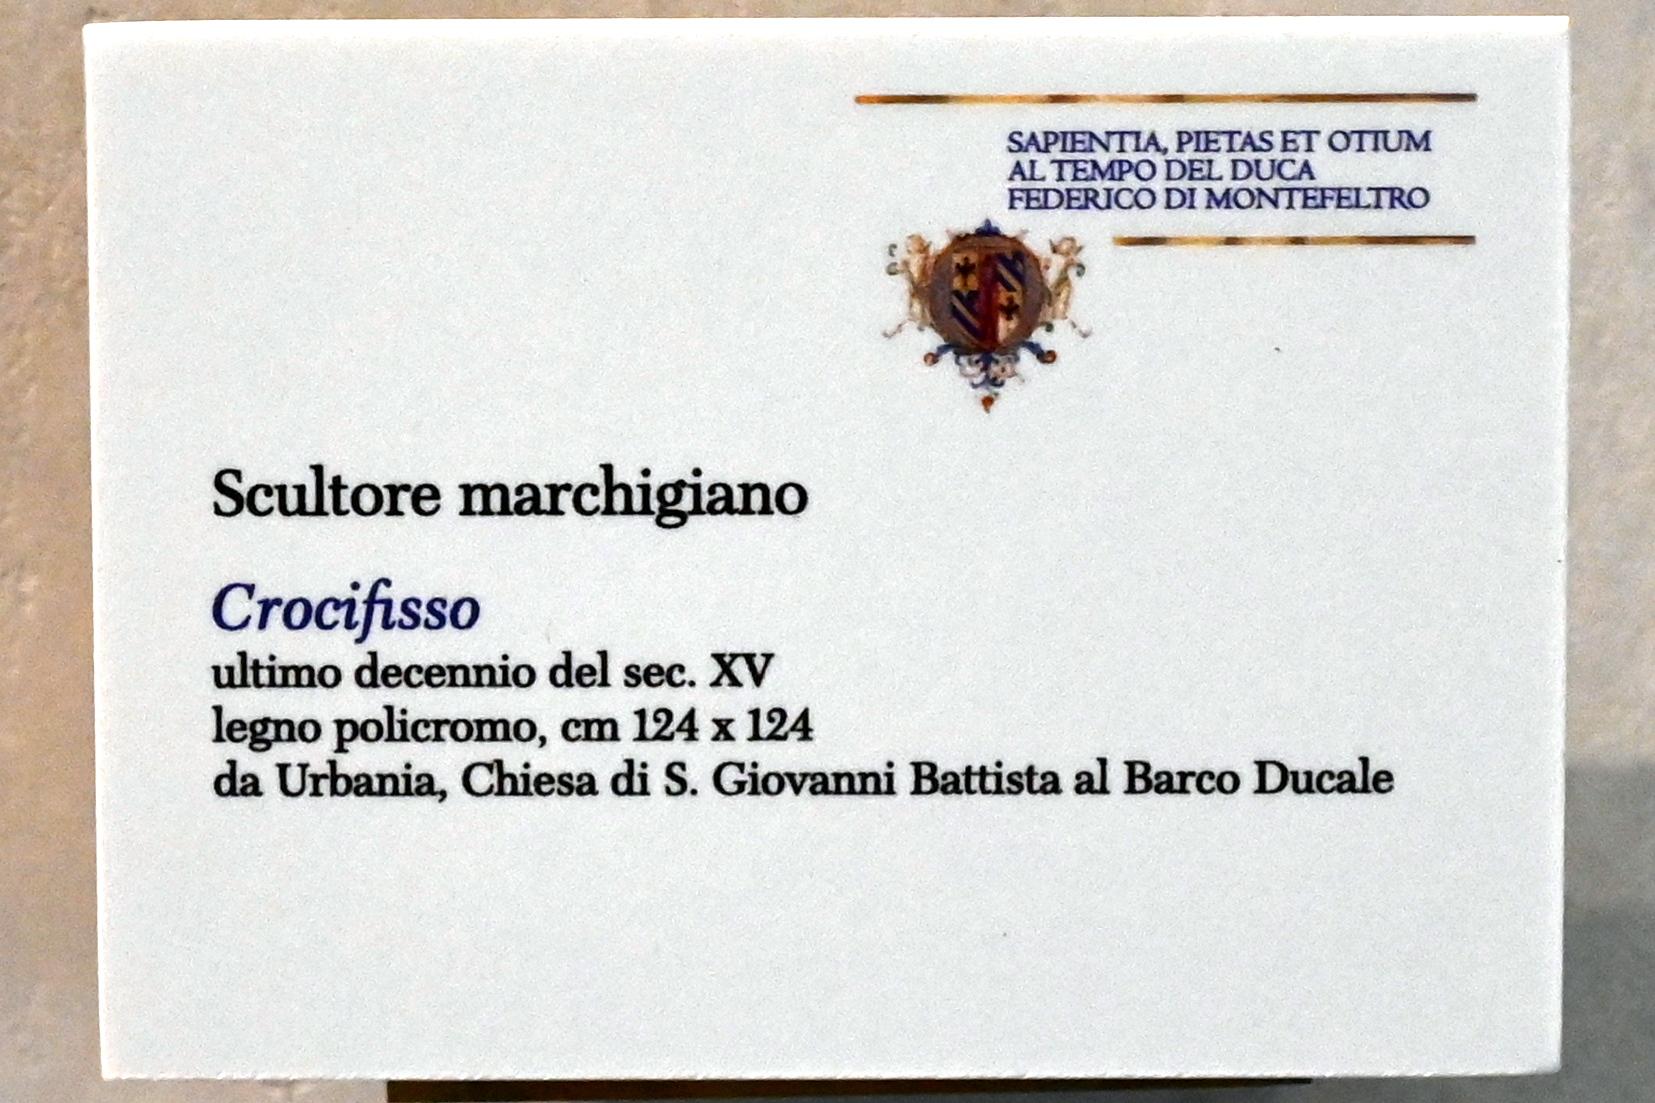 SAPIENTIA, PIETAS ET OTIUM
AL TEMPO DEL DUCA
FEDERICO DI MONTEFELTRO
Scultore marchigiano
Crocifisso
ultimo decennio del sec. XV
legno policromo, cm 124 x 124
da Urbania, Chiesa di S. Giovanni Battista al Barco Ducale